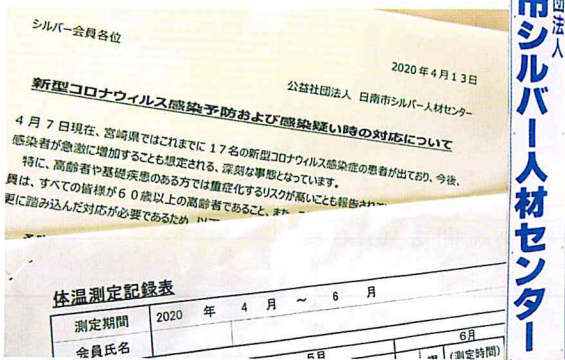 シルバー会員各位
2020年4月13日
公益社団法人 日南市シルバー人材センター
新型コロナウィルス感染予防および感染疑い時の対応について
4月7日現在、宮崎県ではこれまでに17名の新型コロナウィルス感染症の患者が出ており、今後、
感染者が急激に増加することも想定される、深刻な事態となっています。
特に、高齢者や基礎疾患のある方では重症化するリスクが高いことも報告され
員は、すべての皆様が60歳以上の高齢者であること、また
更に踏み込んだ対応が必要であるため
体温測定記録表
測定期間 2020 年 4 月 ～ 6 月
会員氏名
5月 6月
(測定時間)
団法人
市シルバー人材センター